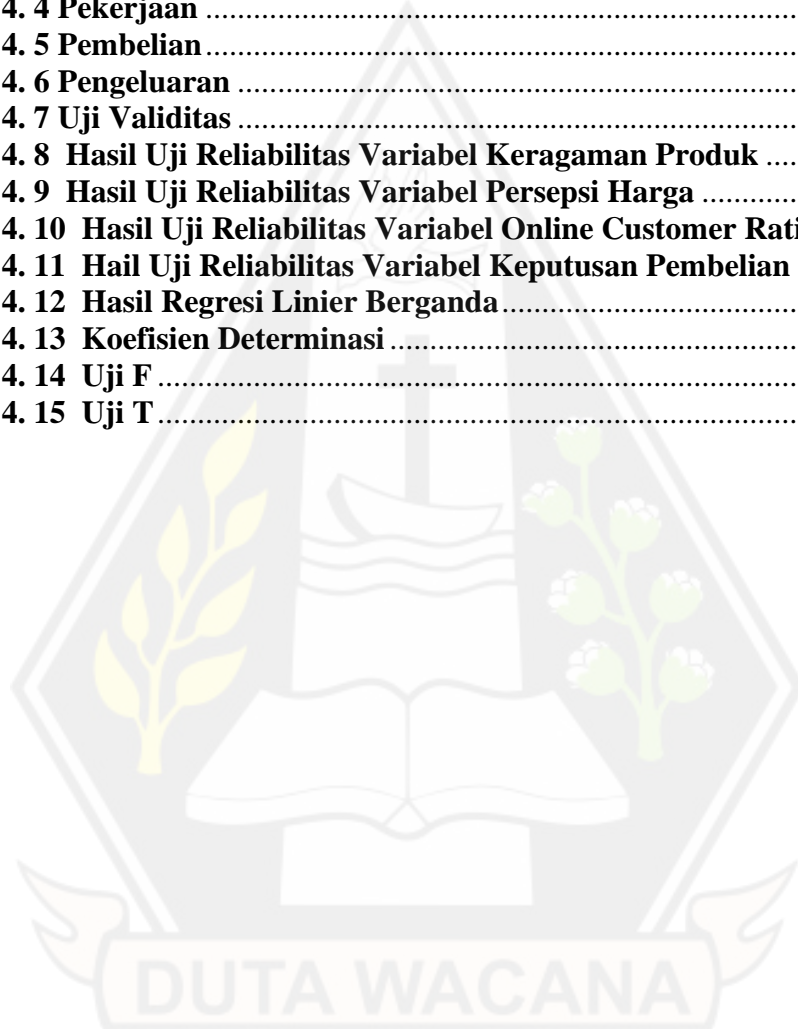 4. 4 Pekerjaan ....................................................................................
4. 5 Pembelian ....................................................................................
4. 6 Pengeluaran ................................................................................
4. 7 Uji Validitas ...............................................................................
4. 8  Hasil Uji Reliabilitas Variabel Keragaman Produk ....
4. 9  Hasil Uji Reliabilitas Variabel Persepsi Harga ............
4. 10  Hasil Uji Reliabilitas Variabel Online Customer
4. 11  Hail Uji Reliabilitas Variabel Keputusan Pembelian
4. 12  Hasil Regresi Linier Berganda ..........................................
4. 13  Koefisien Determinasi ........................................................
4. 14  Uji F ..........................................................................................
4. 15  Uji T ..........................................................................................
DUTA WACANA